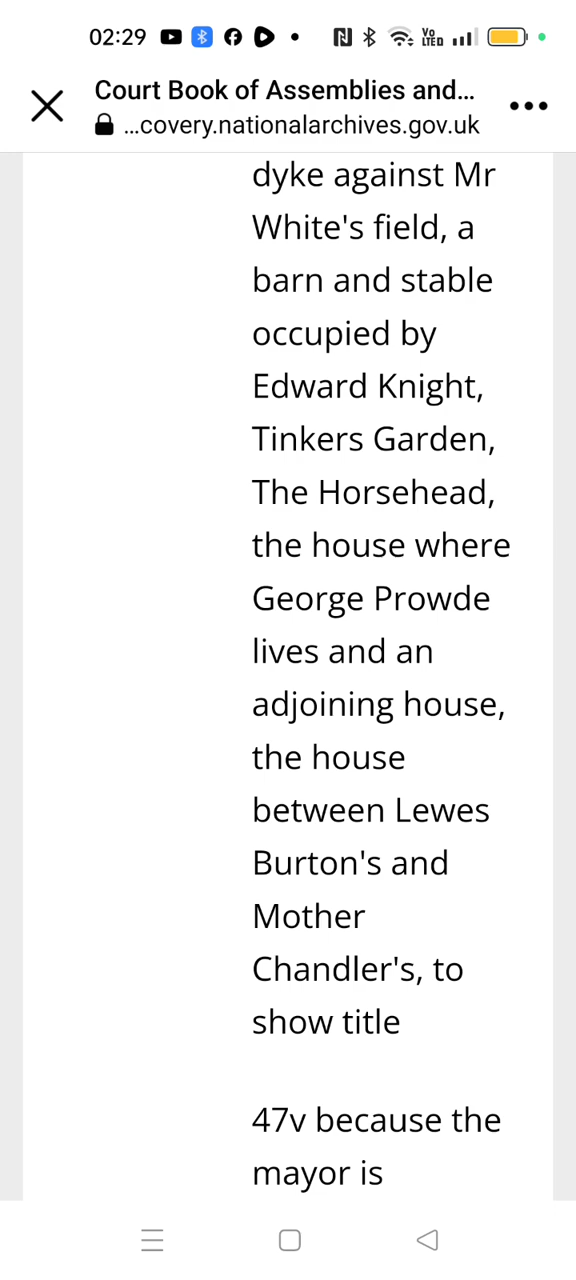 02:29
Court Book of Assemblies and...
...covery.nationalarchives.gov.uk
dyke against Mr
White's field, a
barn and stable
occupied by
Edward Knight,
Tinkers Garden,
The Horsehead,
the house where
George Prowde
lives and an
adjoining house,
the house
between Lewes
Burton's and
Mother
Chandler's, to
show title
47v because the
mayor is